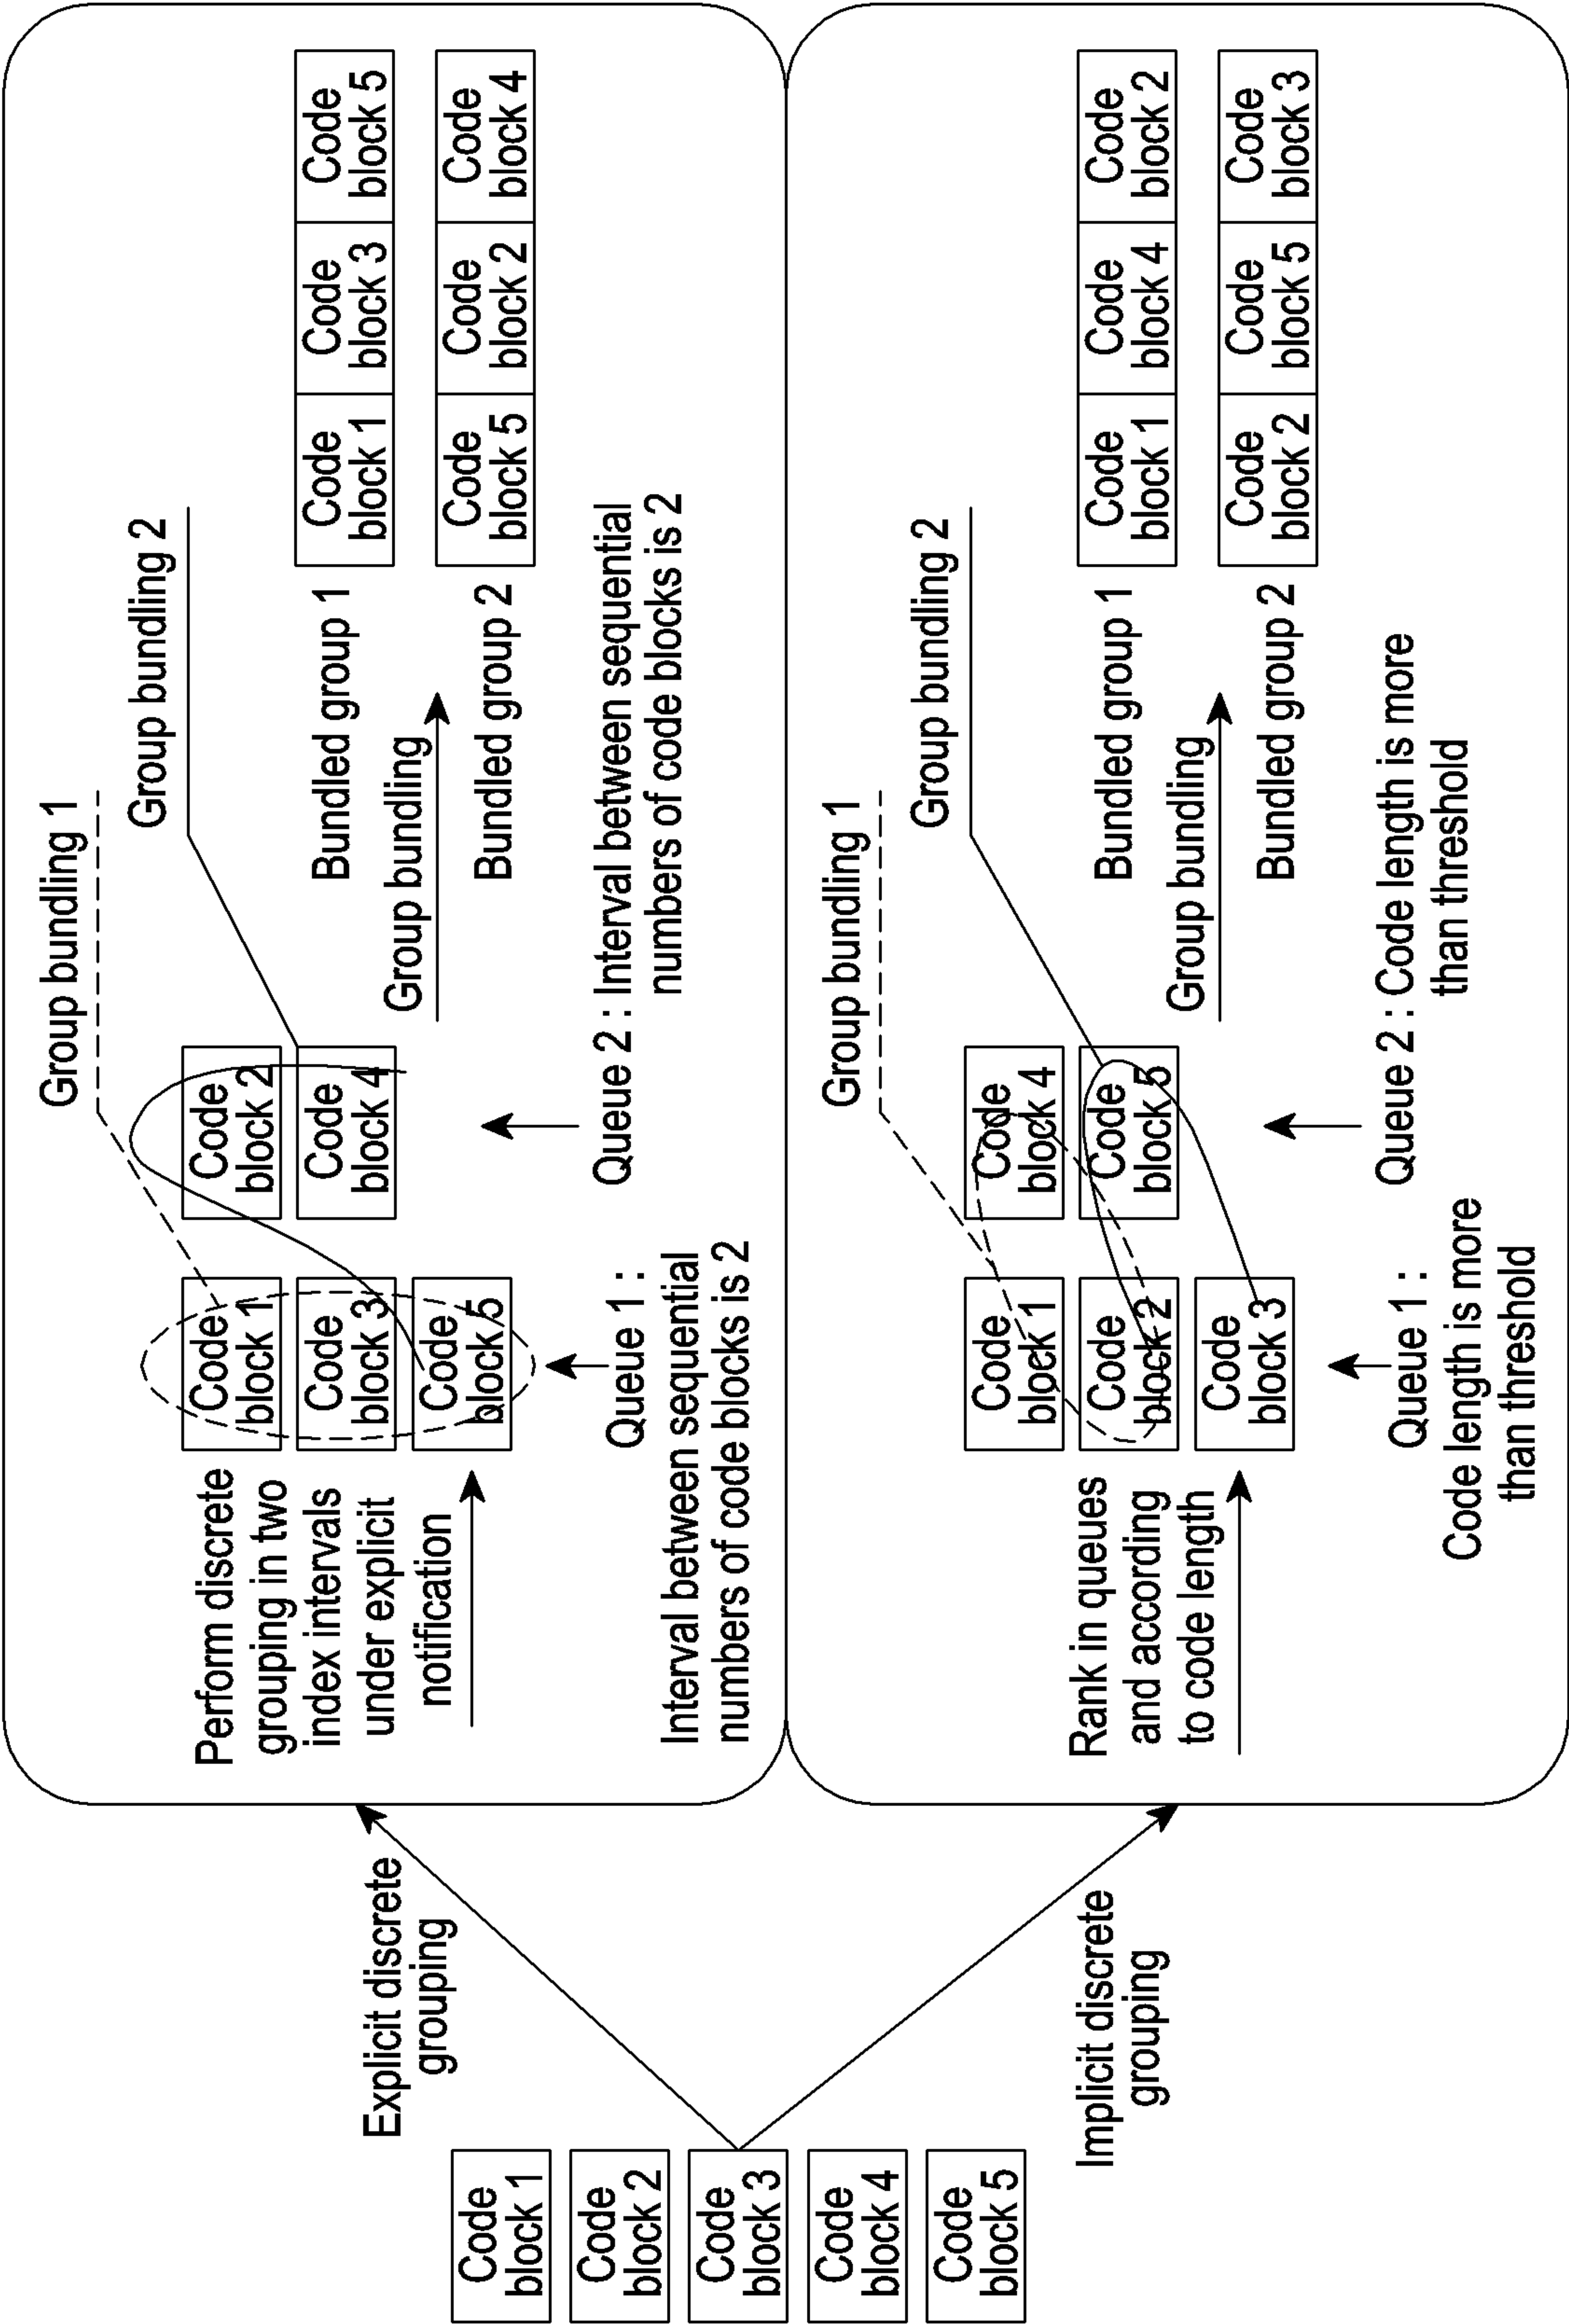 Code
block 1
Code
block 2
Code
block 3
Code
block 4
Code
block 5
Explicit discrete
grouping
Implicit discrete
grouping
Perform discrete
grouping in two
index intervals
under explicit
notification
Code
block 1
Code
block 3
Code
block 5
Queue 1 :
Interval between sequential
numbers of code blocks is 2
Group bundling 1
Code
block 2
Code
block 4
Queue 2 : Interval between sequential
numbers of code blocks is 2
Group bundling 2
Group bundling
Bundled group 1
Code
block 1
Code
block 3
Code
block 5
Bundled group 2
Code
block 5
Code
block 2
Code
block 4
Rank in queues
and according
to code length
Code
block 1
Code
block 2
Code
block 3
Queue 1 :
Code length is more
than threshold
Group bundling 1
Code
block 4
Code
block 5
Queue 2 : Code length is more
than threshold
Group bundling 2
Group bundling
Bundled group 1
Code
block 1
Code
block 4
Code
block 2
Bundled group 2
Code
block 2
Code
block 5
Code
block 3